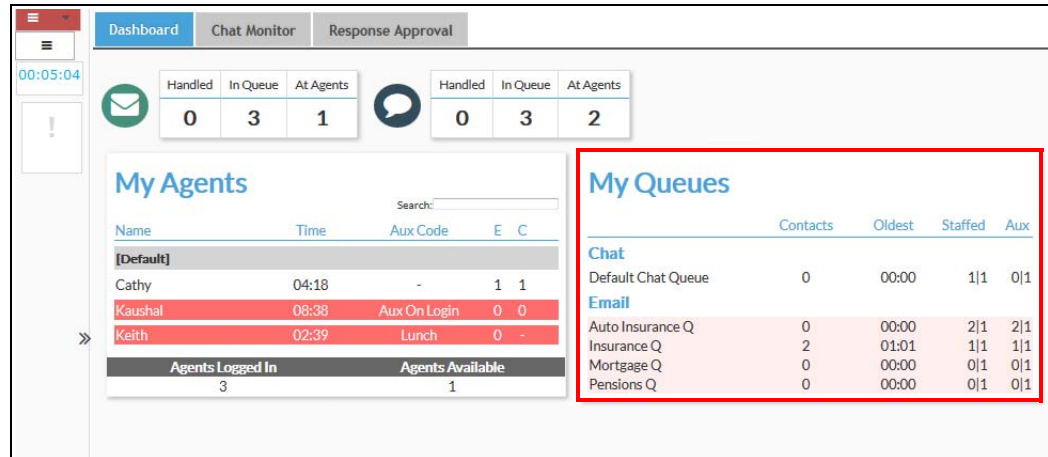 Dashboard Chat Monitor Response Approval
00:05:04
Handled In Queue At Agents
0 3 1
Handled In Queue At Agents
0 3 2
!
My Agents
Search:
Name Time Aux Code E C
[Default]
Cathy 04:18 - 1 1
Kaushal 08:38 Aux On Login 0 0
Keith 02:39 Lunch 0 -
Agents Logged In Agents Available
3 1
My Queues
Contacts Oldest Staffed Aux
Chat
Default Chat Queue 0 00:00 1|1 0|1
Email
Auto Insurance Q 0 00:00 2|1 2|1
Insurance Q 2 01:01 1|1 1|1
Mortgage Q 0 00:00 0|1 0|1
Pensions Q 0 00:00 0|1 0|1